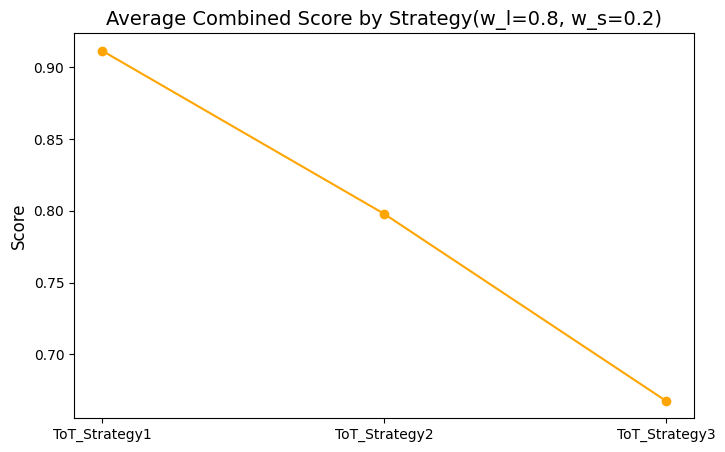 Average Combined Score by Strategy(w_l=0.8, w_s=0.2)
Score
0.90
0.85
0.80
0.75
0.70
ToT_Strategy1
ToT_Strategy2
ToT_Strategy3